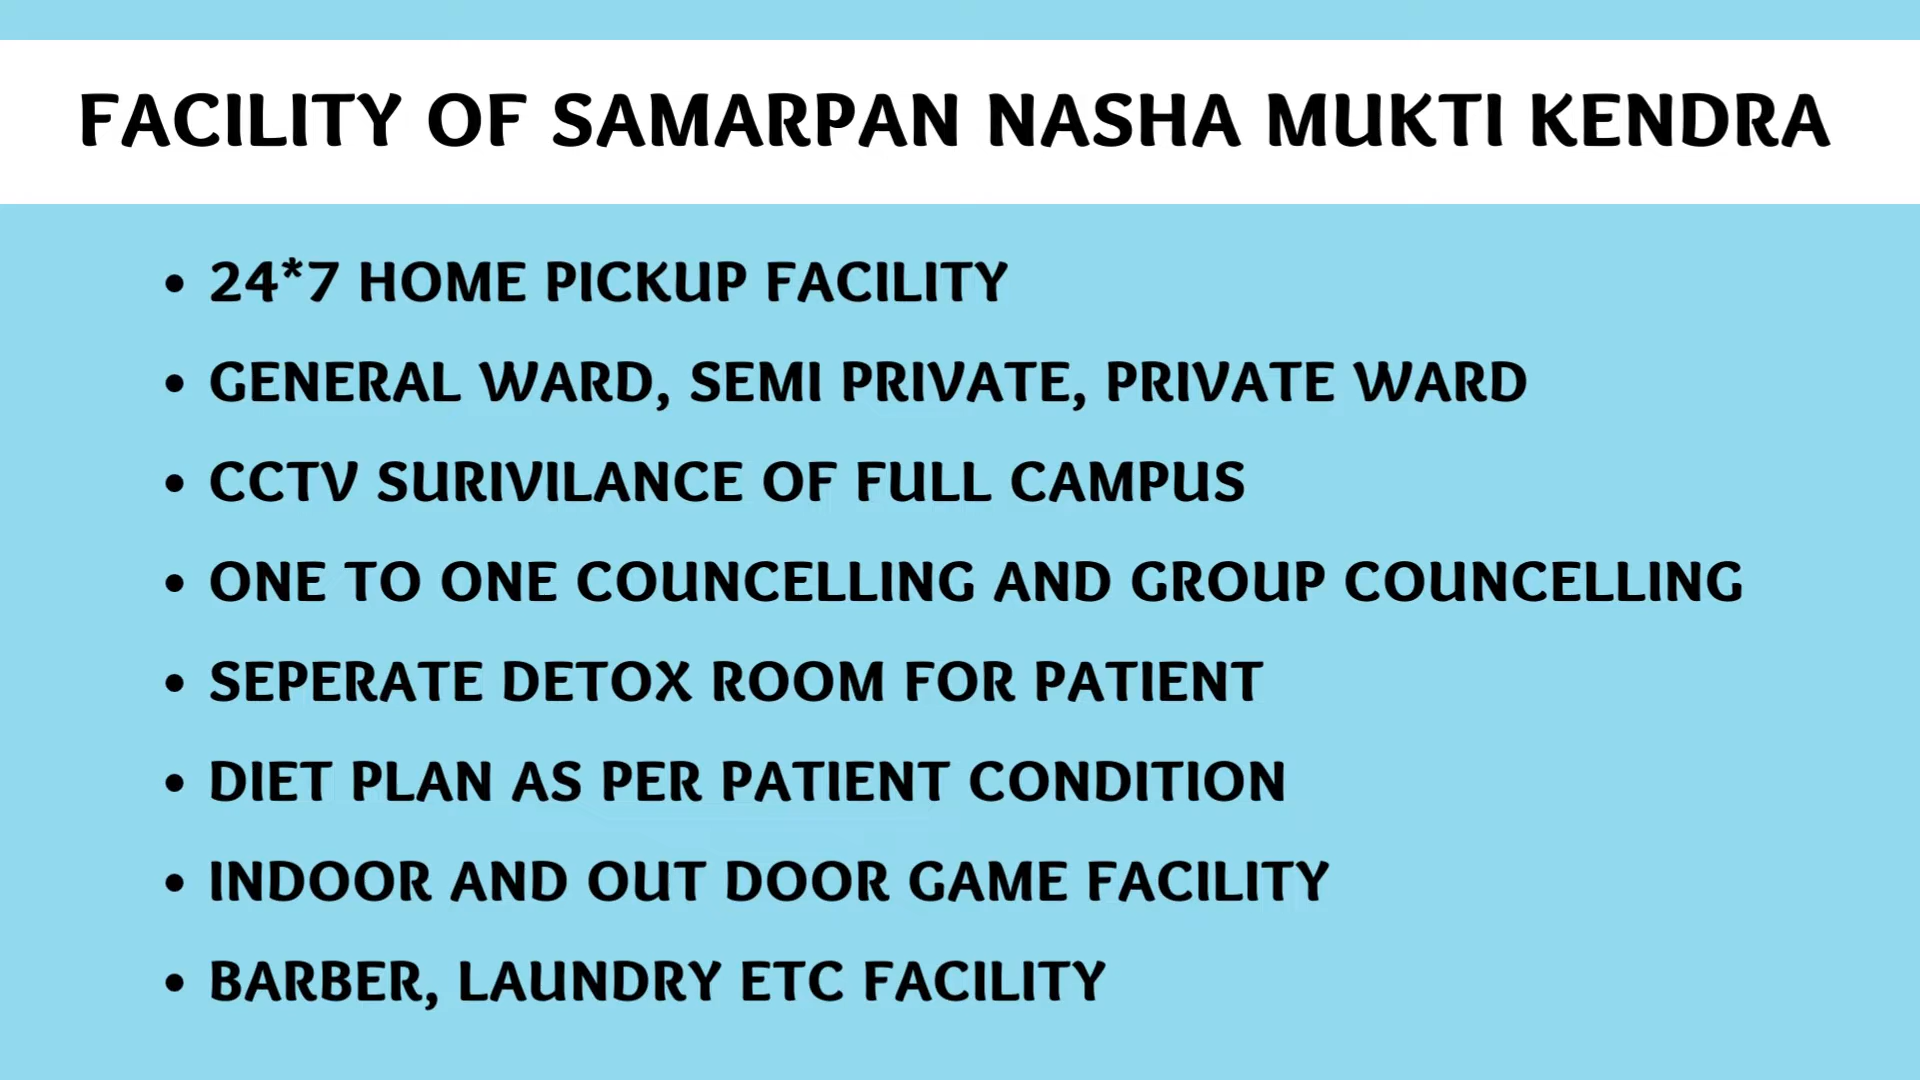 FACILITY OF SAMARPAN NASHA MUKTI KENDRA
• 24*7 HOME PICKUP FACILITY
• GENERAL WARD, SEMI PRIVATE, PRIVATE WARD
• CCTV SURIVILANCE OF FULL CAMPUS
• ONE TO ONE COUNCELLING AND GROUP COUNCELLING
• SEPERATE DETOX ROOM FOR PATIENT
• DIET PLAN AS PER PATIENT CONDITION
• INDOOR AND OUT DOOR GAME FACILITY
• BARBER, LAUNDRY ETC FACILITY